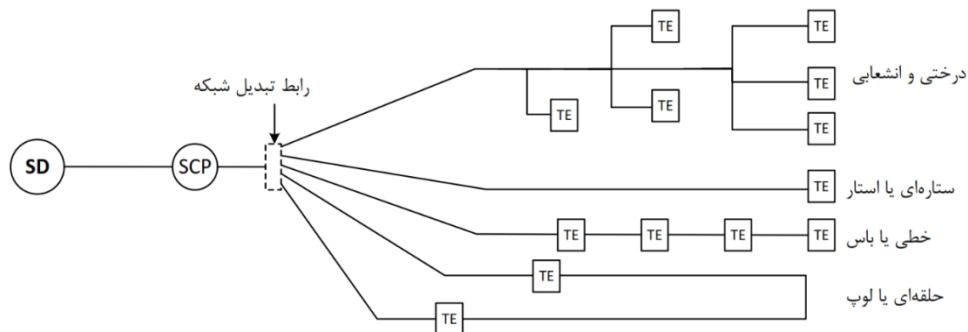 TE
TE
درختی و انشعابی
رابط تبدیل شبکه
TE
TE
TE
TE
SD
SCP
TE
ستاره‌ای یا استار
TE
TE
TE
TE
خطی یا باس
TE
حلقه‌ای یا لوپ
TE